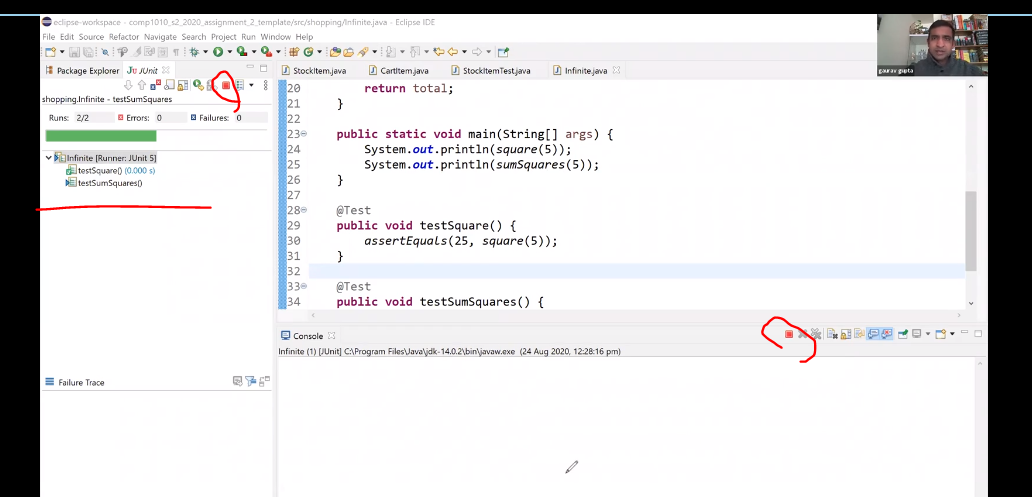 eclipse-workspace - comp1010_s2_2020_assignment_2_template/src/shopping/Infinite.java - Eclipse IDE
File Edit Source Refactor Navigate Search Project Run Window Help
gaurav gupta
Package Explorer JUnit
StockItem.java CartItem.java StockItemTest.java Infinite.java
shopping.Infinite - testSumSquares
Runs: 2/2 Errors: 0 Failures: 0
Infinite [Runner: JUnit 5]
testSquare() (0.000 s)
testSumSquares()
20 return total;
21 }
22
23 public static void main(String[] args) {
24 System.out.println(square(5));
25 System.out.println(sumSquares(5));
26 }
27
28 @Test
29 public void testSquare() {
30 assertEquals(25, square(5));
31 }
32
33 @Test
34 public void testSumSquares() {
Console
Infinite (1) [JUnit] C:\Program Files\Java\jdk-14.0.2\bin\javaw.exe (24 Aug 2020, 12:28:16 pm)
Failure Trace